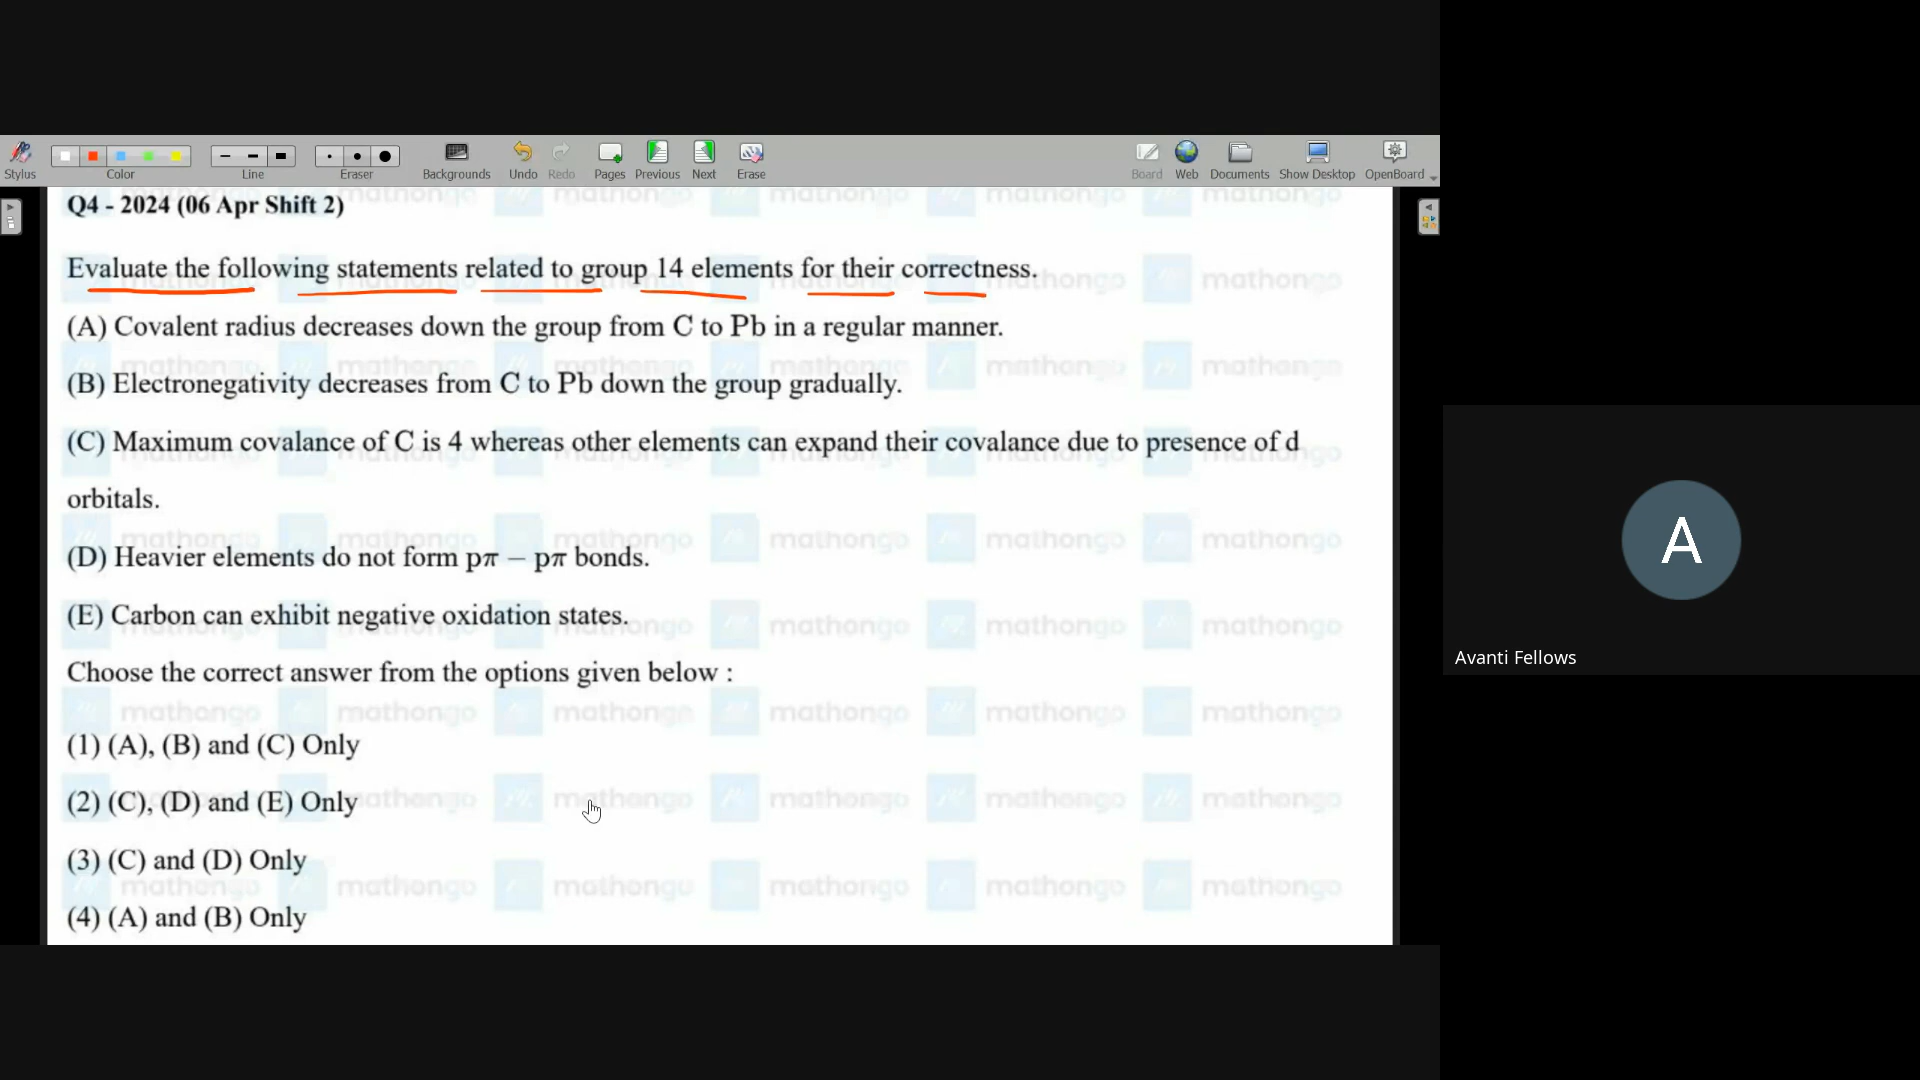 Stylus
Color
Line
Eraser
Backgrounds
Undo
Redo
Pages
Previous
Next
Erase
Board
Web
Documents
Show Desktop
OpenBoard
Q4 - 2024 (06 Apr Shift 2)
Evaluate the following statements related to group 14 elements for their correctness.
(A) Covalent radius decreases down the group from C to Pb in a regular manner.
(B) Electronegativity decreases from C to Pb down the group gradually.
(C) Maximum covalance of C is 4 whereas other elements can expand their covalance due to presence of d
orbitals.
(D) Heavier elements do not form pπ – pπ bonds.
(E) Carbon can exhibit negative oxidation states.
Choose the correct answer from the options given below :
(1) (A), (B) and (C) Only
(2) (C), (D) and (E) Only
(3) (C) and (D) Only
(4) (A) and (B) Only
mathongo
A
Avanti Fellows